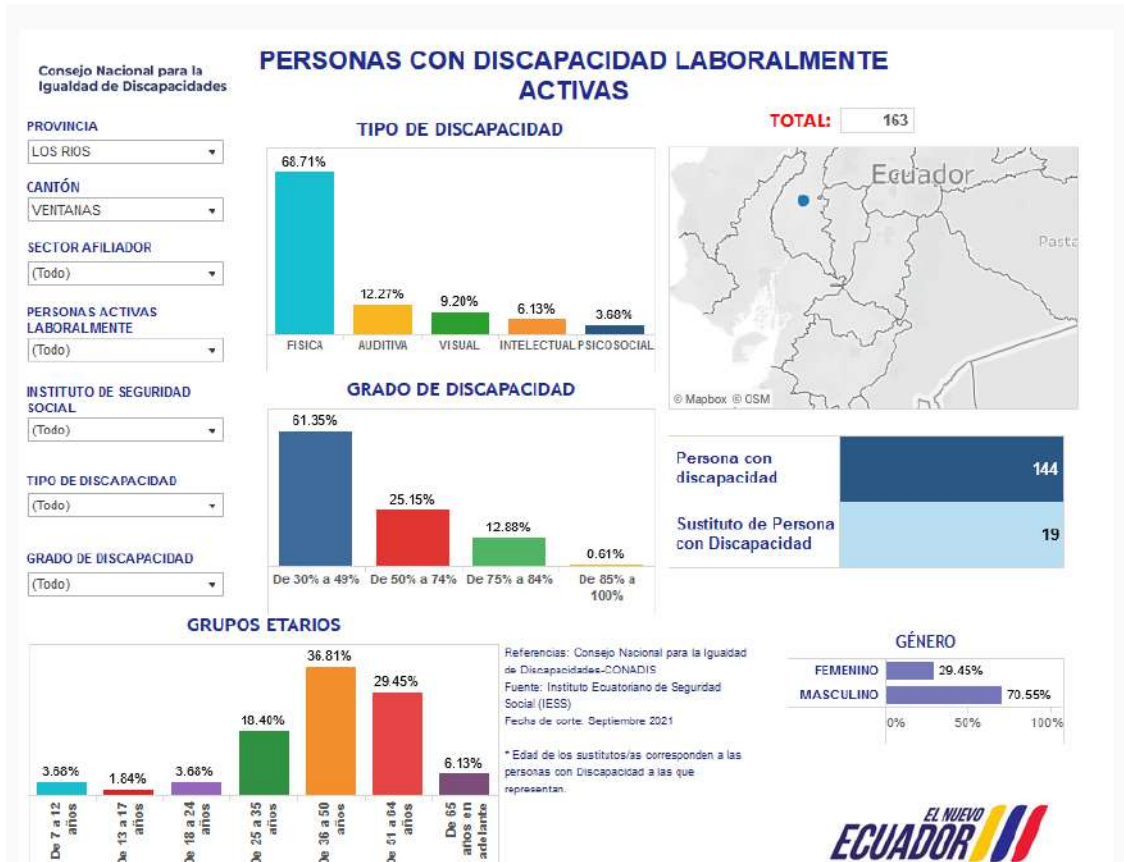 Consejo Nacional para la
Igualdad de Discapacidades
PERSONAS CON DISCAPACIDAD LABORALMENTE
ACTIVAS
PROVINCIA
LOS RIOS
CANTÓN
VENTANAS
SECTOR AFILIADOR
(Todo)
PERSONAS ACTIVAS
LABORALMENTE
(Todo)
INSTITUTO DE SEGURIDAD
SOCIAL
(Todo)
TIPO DE DISCAPACIDAD
(Todo)
GRADO DE DISCAPACIDAD
(Todo)
TIPO DE DISCAPACIDAD
68.71%
12.27%
9.20%
6.13%
3.68%
FISICA AUDITIVA VISUAL INTELECTUAL PSICOSOCIAL
TOTAL: 163
Ecuador
Pasta
© Mapbox © OSM
GRADO DE DISCAPACIDAD
61.35%
25.15%
12.88%
0.61%
De 30% a 49% De 50% a 74% De 75% a 84% De 85% a
100%
Persona con
discapacidad
144
Sustituto de Persona
con Discapacidad
19
GRUPOS ETARIOS
3.68%
1.84%
3.68%
18.40%
36.81%
29.45%
6.13%
De 7 a 12
años
De 13 a 17
años
De 18 a 24
años
De 25 a 35
años
De 36 a 50
años
De 51 a 64
años
De 65
años en
adelante
Referencias: Consejo Nacional para la Igualdad
de Discapacidades-CONADIS
Fuente: Instituto Ecuatoriano de Seguridad
Social (IESS)
Fecha de corte: Septiembre 2021
* Edad de los sustitutos/as corresponden a las
personas con Discapacidad a las que
representan.
GÉNERO
FEMENINO 29.45%
MASCULINO 70.55%
0% 50% 100%
EL NUEVO
ECUADOR